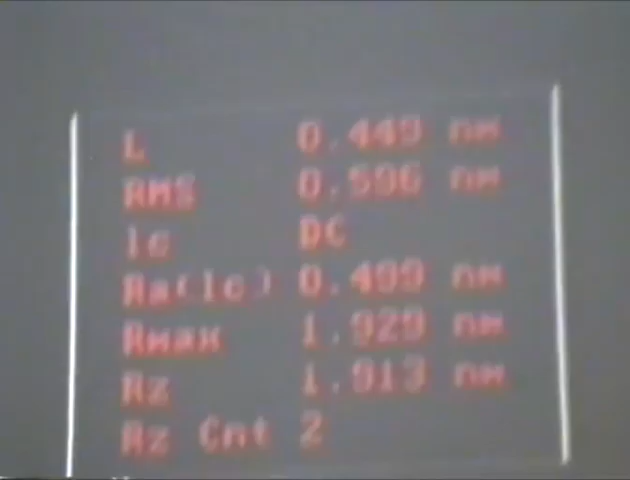 L 0.449 nm
RMS 0.596 nm
lc DC
Ra(lc) 0.499 nm
Rmax 1.929 nm
Rz 1.913 nm
Rz Cnt 2